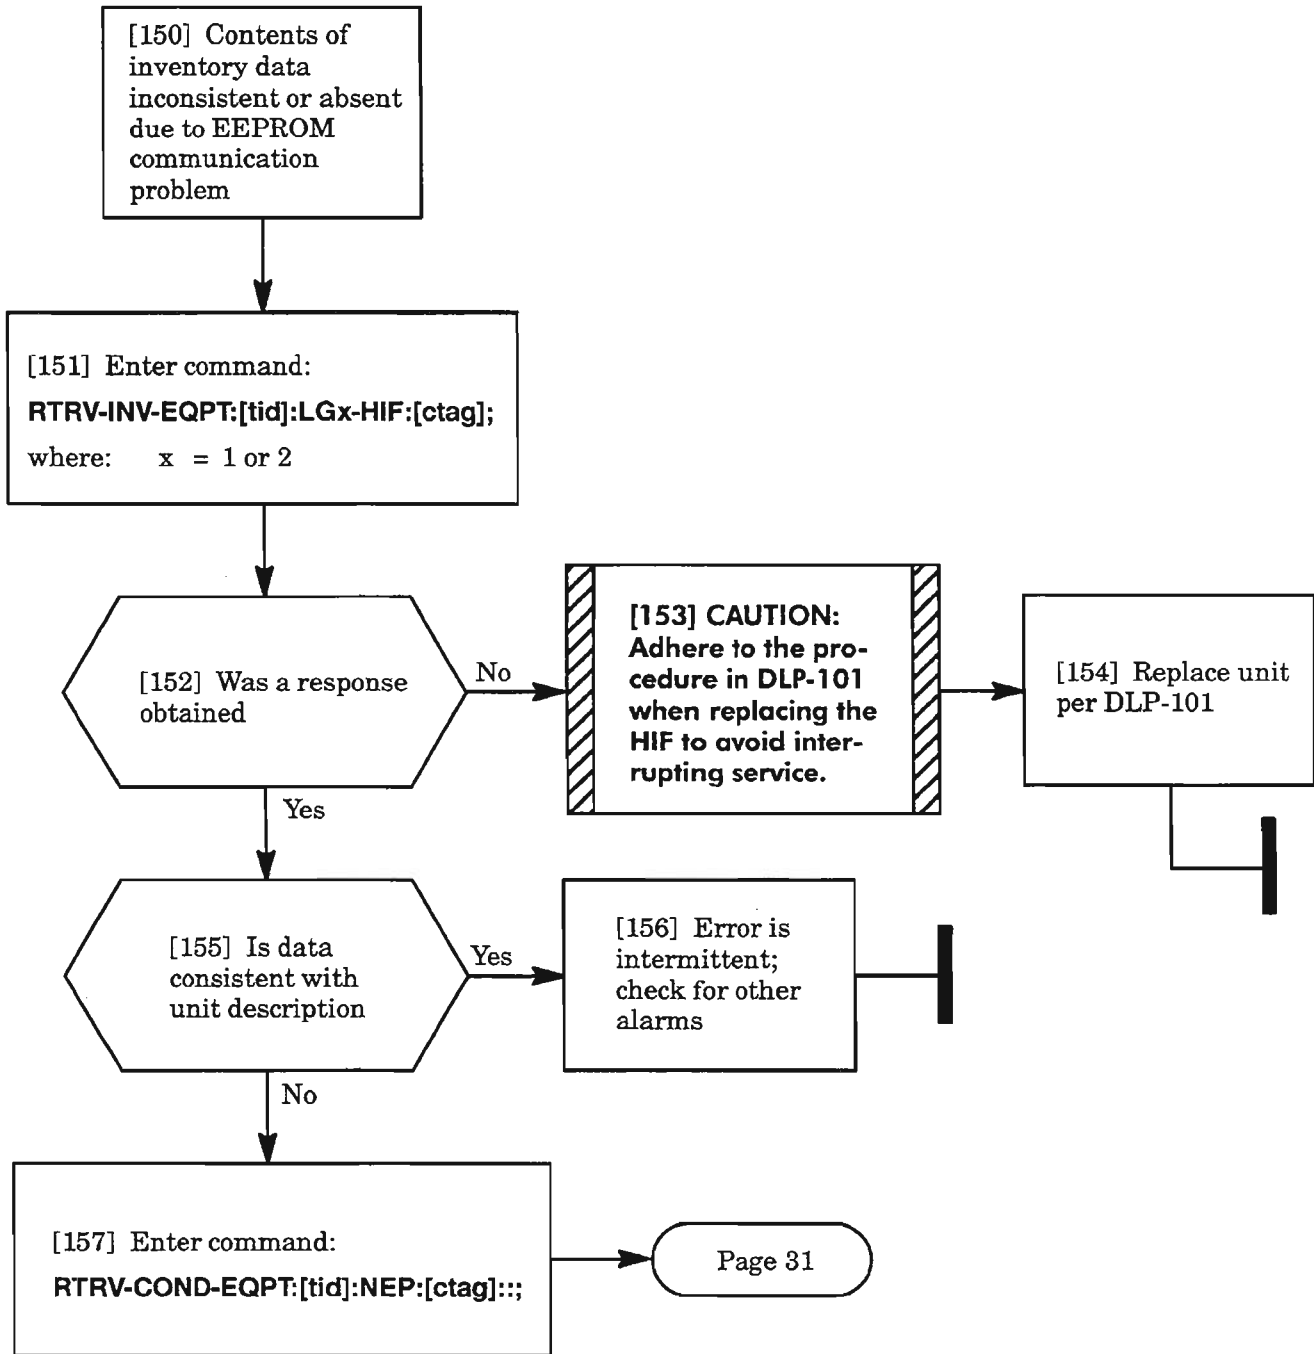 [150] Contents of
inventory data
inconsistent or absent
due to EEPROM
communication
problem
[151] Enter command:
RTRV-INV-EQPT:[tid]:LGx-HIF:[ctag];
where: x = 1 or 2
[152] Was a response
obtained
No
[153] CAUTION:
Adhere to the pro-
cedure in DLP-101
when replacing the
HIF to avoid inter-
rupting service.
[154] Replace unit
per DLP-101
Yes
[155] Is data
consistent with
unit description
Yes
[156] Error is
intermittent;
check for other
alarms
No
[157] Enter command:
RTRV-COND-EQPT:[tid]:NEP:[ctag]::;
Page 31